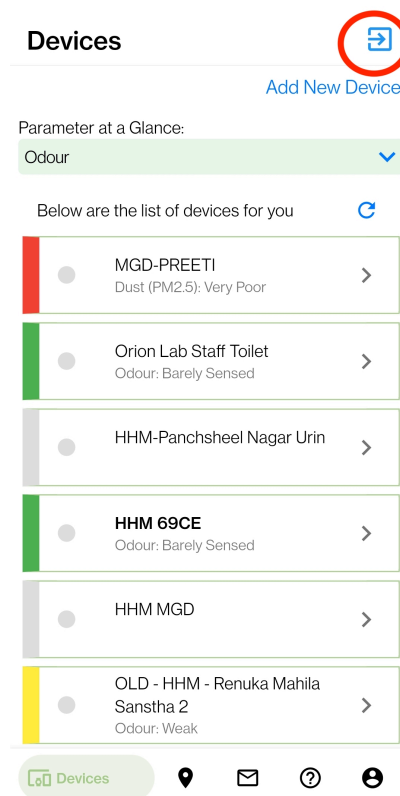 Devices
Add New Device
Parameter at a Glance:
Odour
Below are the list of devices for you
MGD-PREETI
Dust (PM2.5): Very Poor
Orion Lab Staff Toilet
Odour: Barely Sensed
HHM-Panchsheel Nagar Urin
HHM 69CE
Odour: Barely Sensed
HHM MGD
OLD - HHM - Renuka Mahila
Sanstha 2
Odour: Weak
Devices